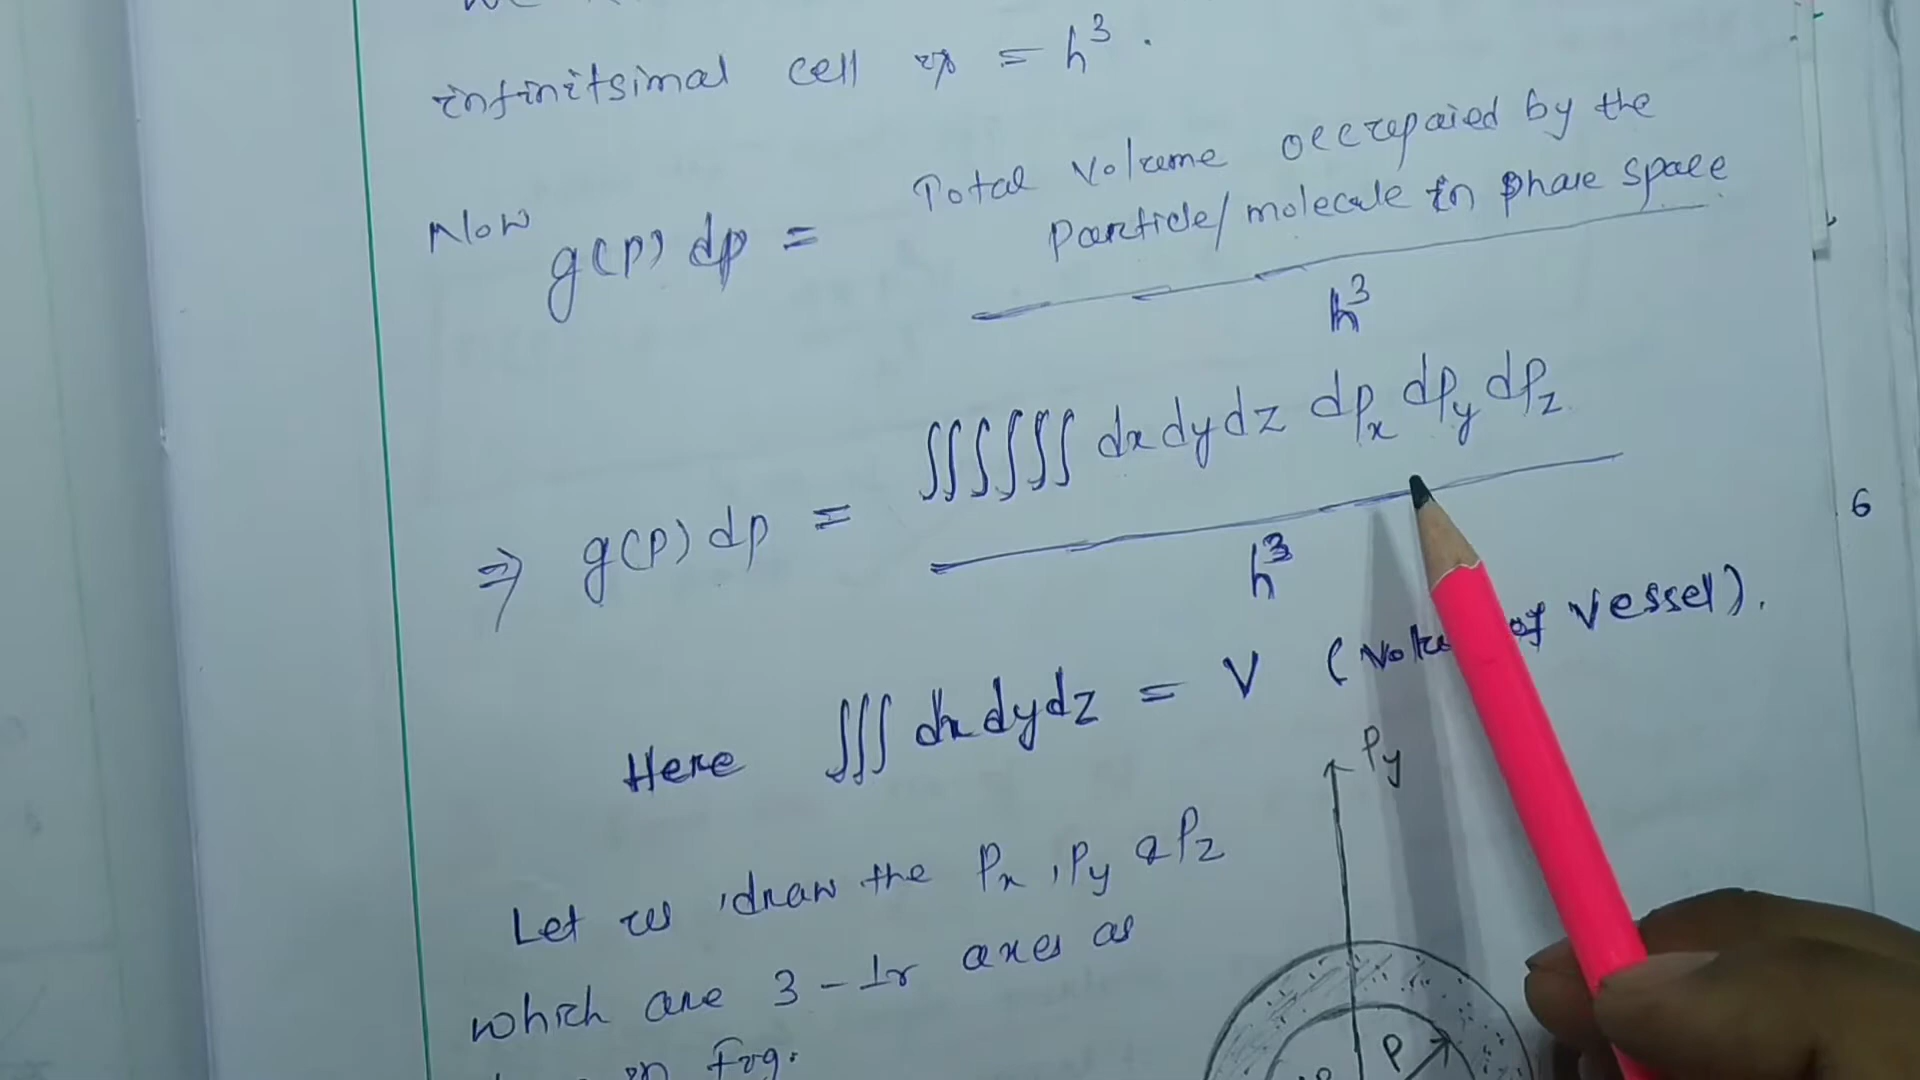 infinitsimal cell is = h³.
Total volume occupaied by the
Now g(p) dp = particle/molecule in phase space
h³
⇒ g(p) dp = ∫∫∫∫∫∫ dx dy dz dpx dpy dpz
h³
6
Here ∫∫∫ dx dy dz = V ( of vessel).
Py
Let us draw the Px, Py & Pz
which are 3-⊥r axes as
in Fig.
P